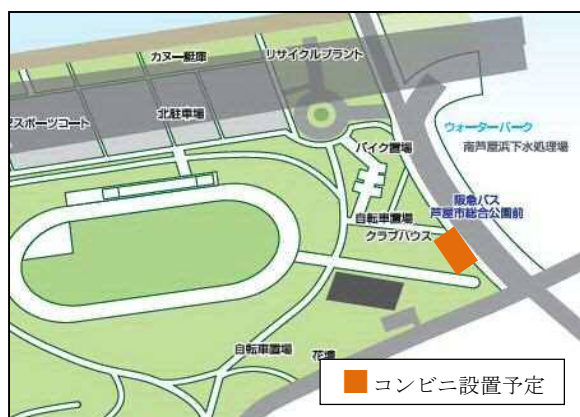 カヌー艇庫
リサイクルプラント
北駐車場
スポーツコート
バイク置場
ウォーターパーク
南芦屋浜下水処理場
阪急バス
芦屋市総合公園前
自転車置場
クラブハウス
自転車置場
花壇
コンビニ設置予定